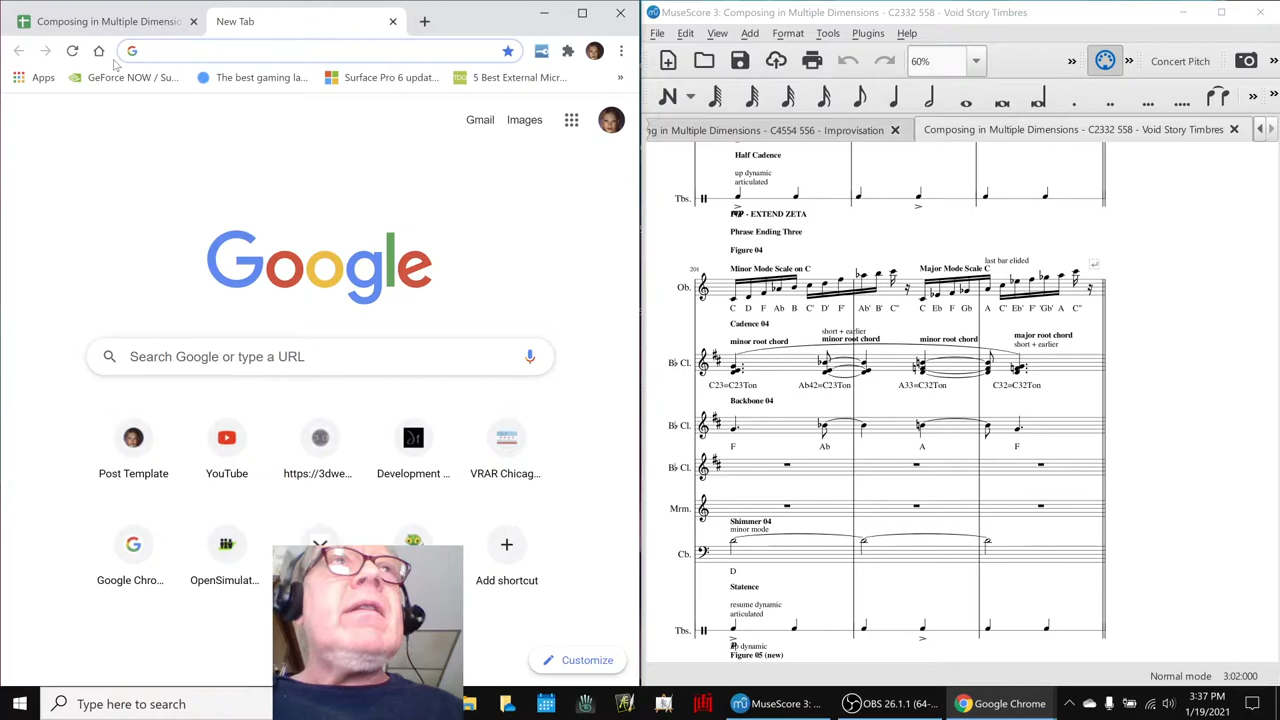 Composing in Multiple Dimensio
New Tab
MuseScore 3: Composing in Multiple Dimensions - C2332 558 - Void Story Timbres
File Edit View Add Format Tools Plugins Help
60%
Concert Pitch
Apps
GeForce NOW / Su...
The best gaming la...
Surface Pro 6 updat...
5 Best External Micr...
Gmail Images
ng in Multiple Dimensions - C4554 556 - Improvisation
Composing in Multiple Dimensions - C2332 558 - Void Story Timbres
Half Cadence
up dynamic
articulated
Tbs.
- EXTEND ZETA
Phrase Ending Three
Figure 04
last bar elided
201
Minor Mode Scale on C
Major Mode Scale C
Ob.
C D F Ab B C' D' F' Ab' B' C'' C Eb F Gb A C' Eb' F' 'Gb' A C''
Cadence 04
short + earlier
minor root chord
minor root chord
minor root chord
major root chord
short + earlier
B♭ Cl.
C23=C23Ton
Ab42=C23Ton
A33=C32Ton
C32=C32Ton
Backbone 04
B♭ Cl.
F Ab A F
B♭ Cl.
Mrm.
Shimmer 04
minor mode
Cb.
D
Statence
resume dynamic
articulated
Tbs.
up dynamic
Figure 05 (new)
Google
Search Google or type a URL
Post Template
YouTube
https://3dwe...
Development ...
VRAR Chicag...
Google Chro...
OpenSimulat...
Add shortcut
Customize
Normal mode
3:02:000
Type here to search
MuseScore 3: ...
OBS 26.1.1 (64-...
Google Chrome
3:37 PM
1/19/2021